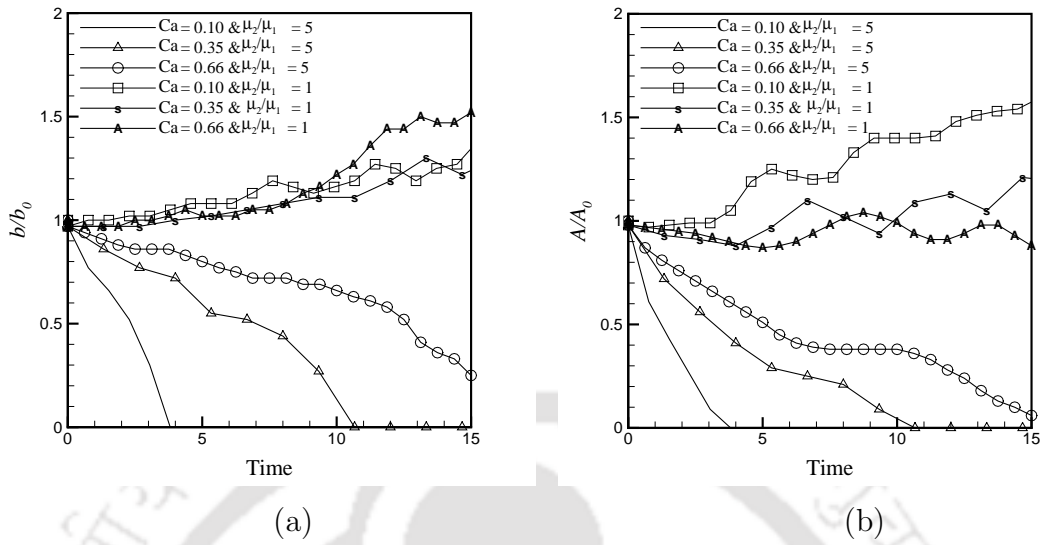 2
Ca = 0.10 & μ₂/μ₁ = 5
Ca = 0.35 & μ₂/μ₁ = 5
Ca = 0.66 & μ₂/μ₁ = 5
Ca = 0.10 & μ₂/μ₁ = 1
Ca = 0.35 & μ₂/μ₁ = 1
Ca = 0.66 & μ₂/μ₁ = 1
1.5
1
0.5
0
b/b₀
0 5 10 15
Time
(a)
2
Ca = 0.10 & μ₂/μ₁ = 5
Ca = 0.35 & μ₂/μ₁ = 5
Ca = 0.66 & μ₂/μ₁ = 5
Ca = 0.10 & μ₂/μ₁ = 1
Ca = 0.35 & μ₂/μ₁ = 1
Ca = 0.66 & μ₂/μ₁ = 1
1.5
1
0.5
0
A/A₀
0 5 10 15
Time
(b)